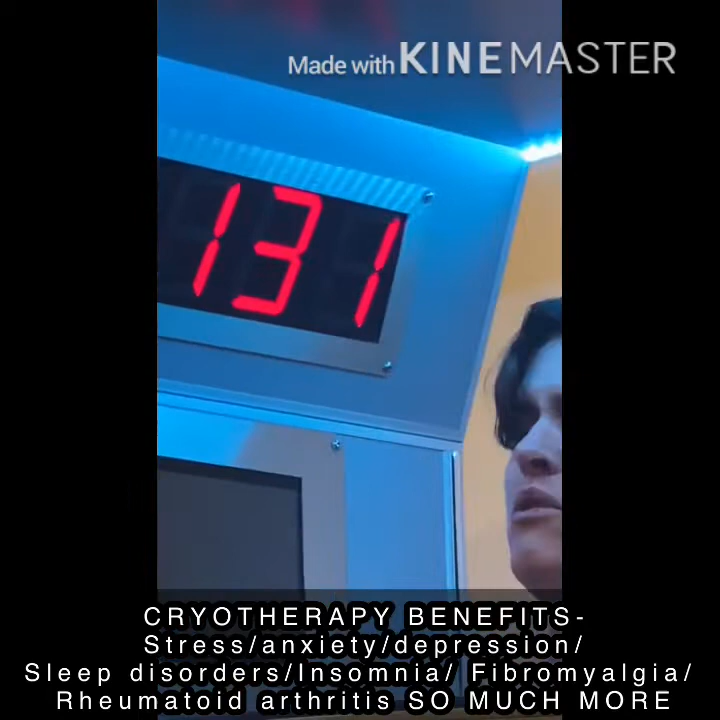 Made with KINEMASTER
131
CRYOTHERAPY BENEFITS-
Stress/anxiety/depression/
Sleep disorders/Insomnia/ Fibromyalgia/
Rheumatoid arthritis SO MUCH MORE